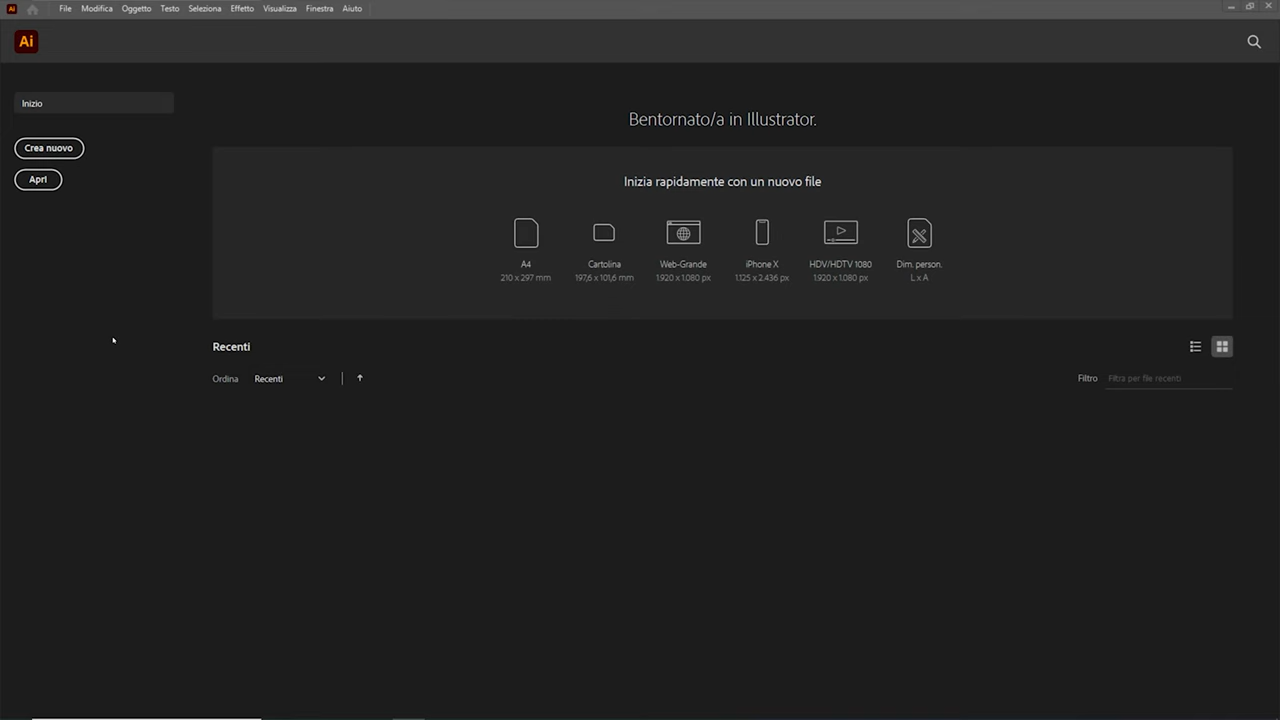 Ai File Modifica Oggetto Testo Seleziona Effetto Visualizza Finestra Aiuto
Ai
Inizio
Crea nuovo
Apri
Bentornato/a in Illustrator.
Inizia rapidamente con un nuovo file
A4 Cartolina Web-Grande iPhone X HDV/HDTV 1080 Dim. person.
210 x 297 mm 197,6 x 101,6 mm 1.920 x 1.080 px 1.125 x 2.436 px 1.920 x 1.080 px L x A
Recenti
Ordina Recenti Filtro Filtra per file recenti